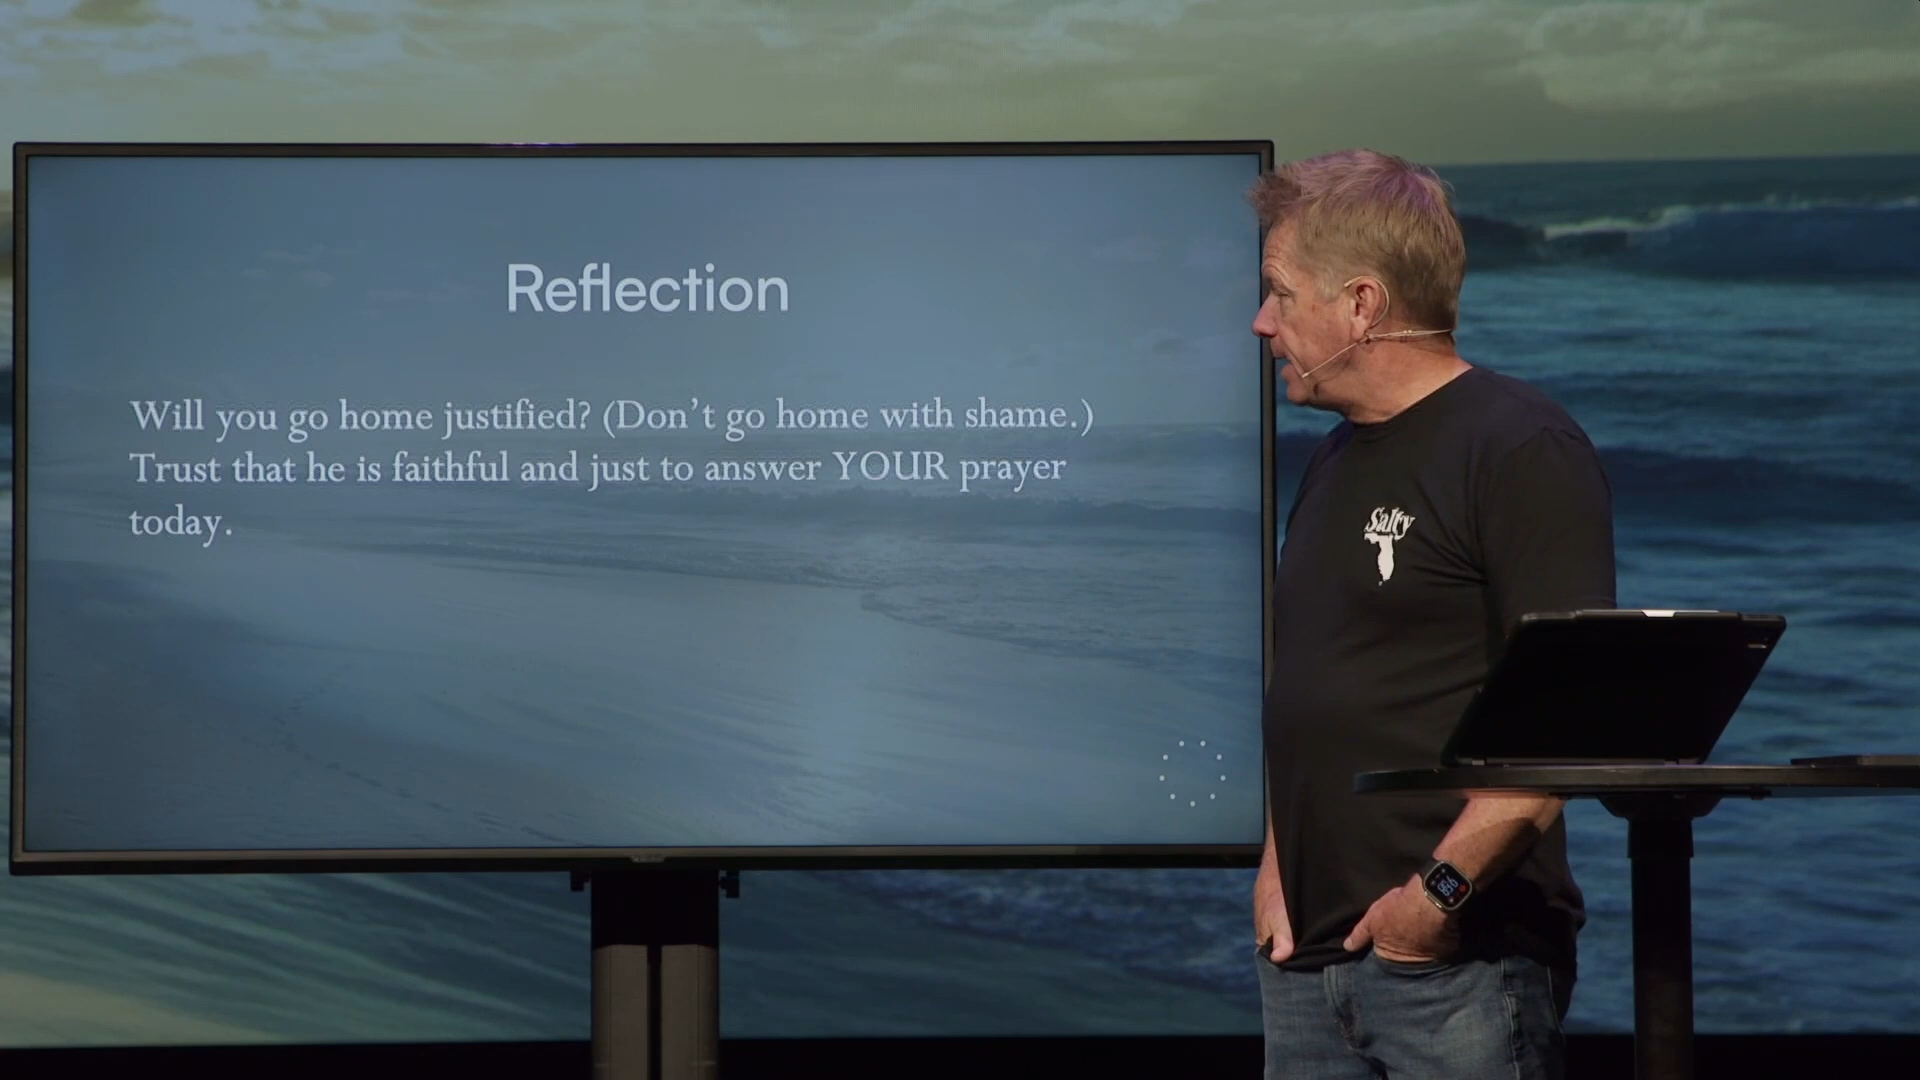 Reflection
Will you go home justified? (Don’t go home with shame.)
Trust that he is faithful and just to answer YOUR prayer
today.
Salty